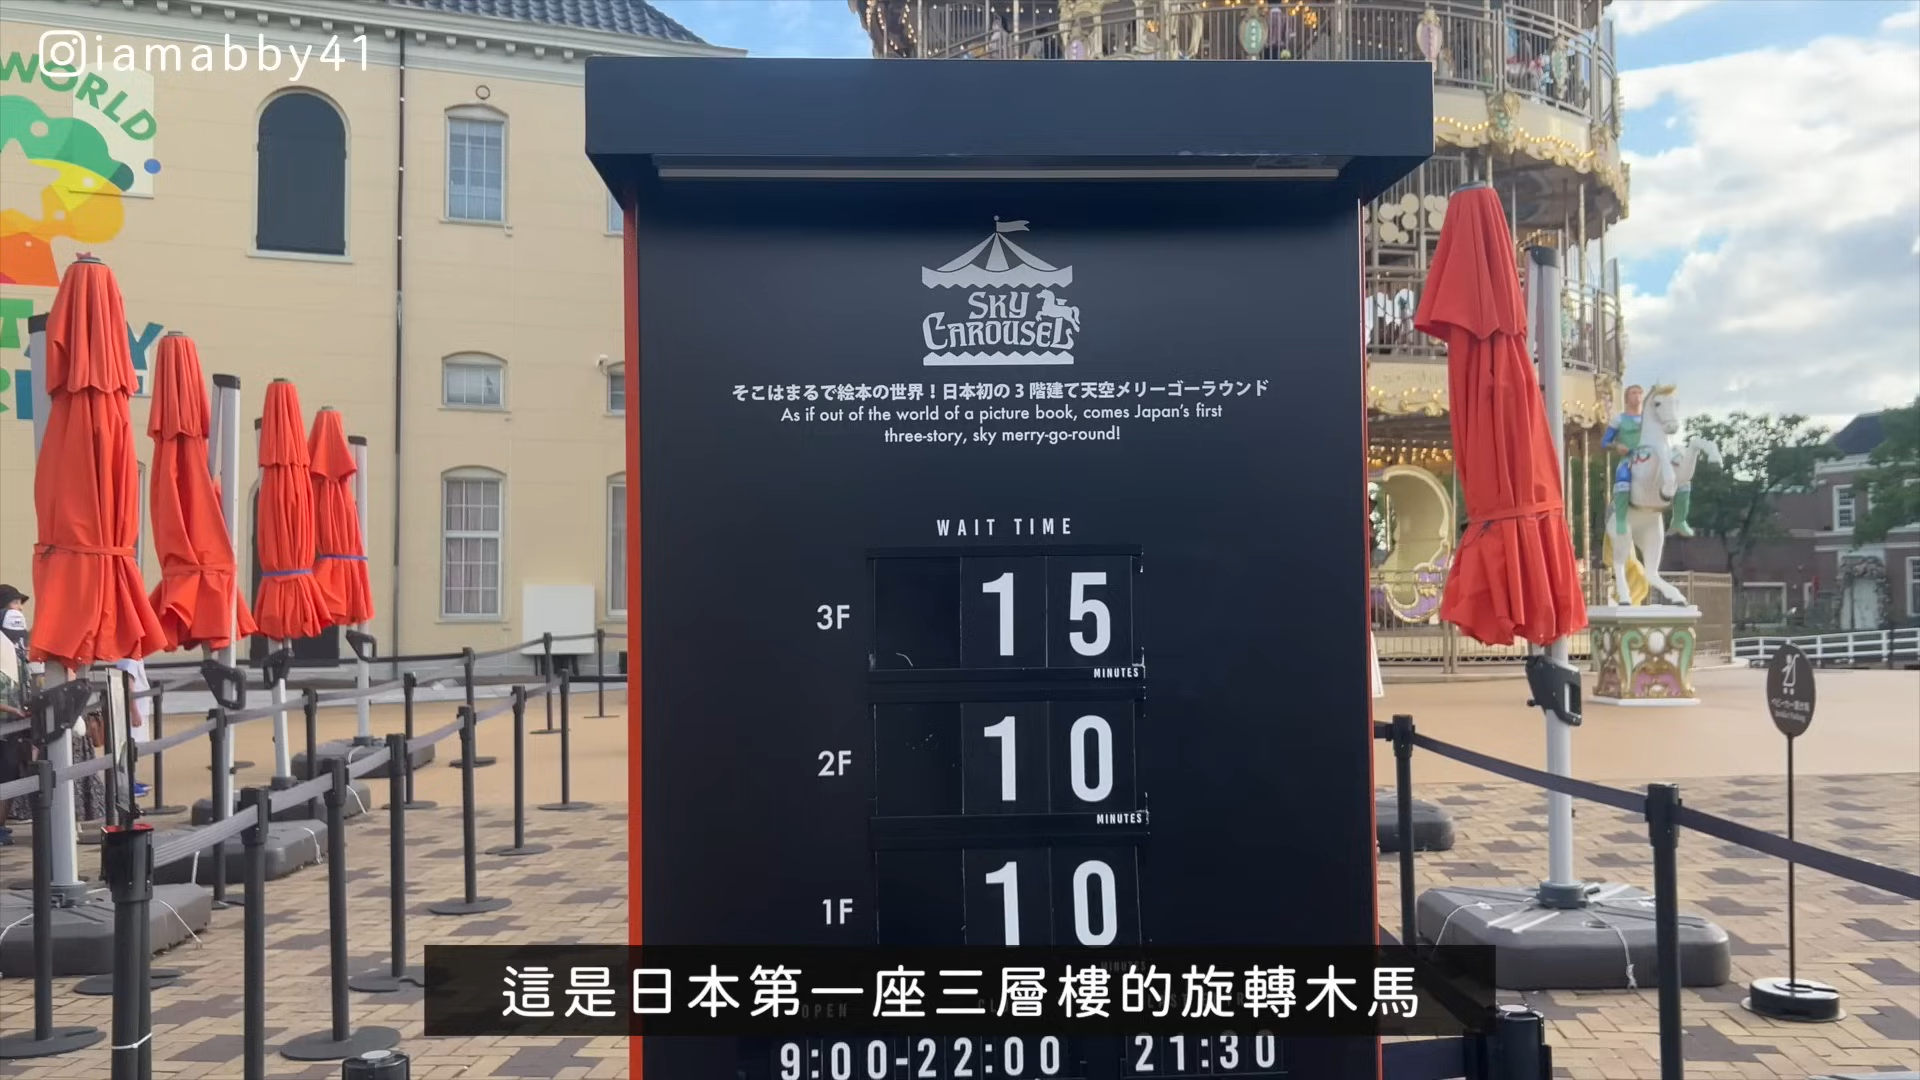 iamabby41
WORLD
SKY
CAROUSEL
そこはまるで絵本の世界！日本初の3階建て天空メリーゴーラウンド
As if out of the world of a picture book, comes Japan's first
three-story, sky merry-go-round!
WAIT TIME
3F 15
MINUTES
2F 10
MINUTES
1F 10
MINUTES
這是日本第一座三層樓的旋轉木馬
OPEN
9:00-22:00 21:30